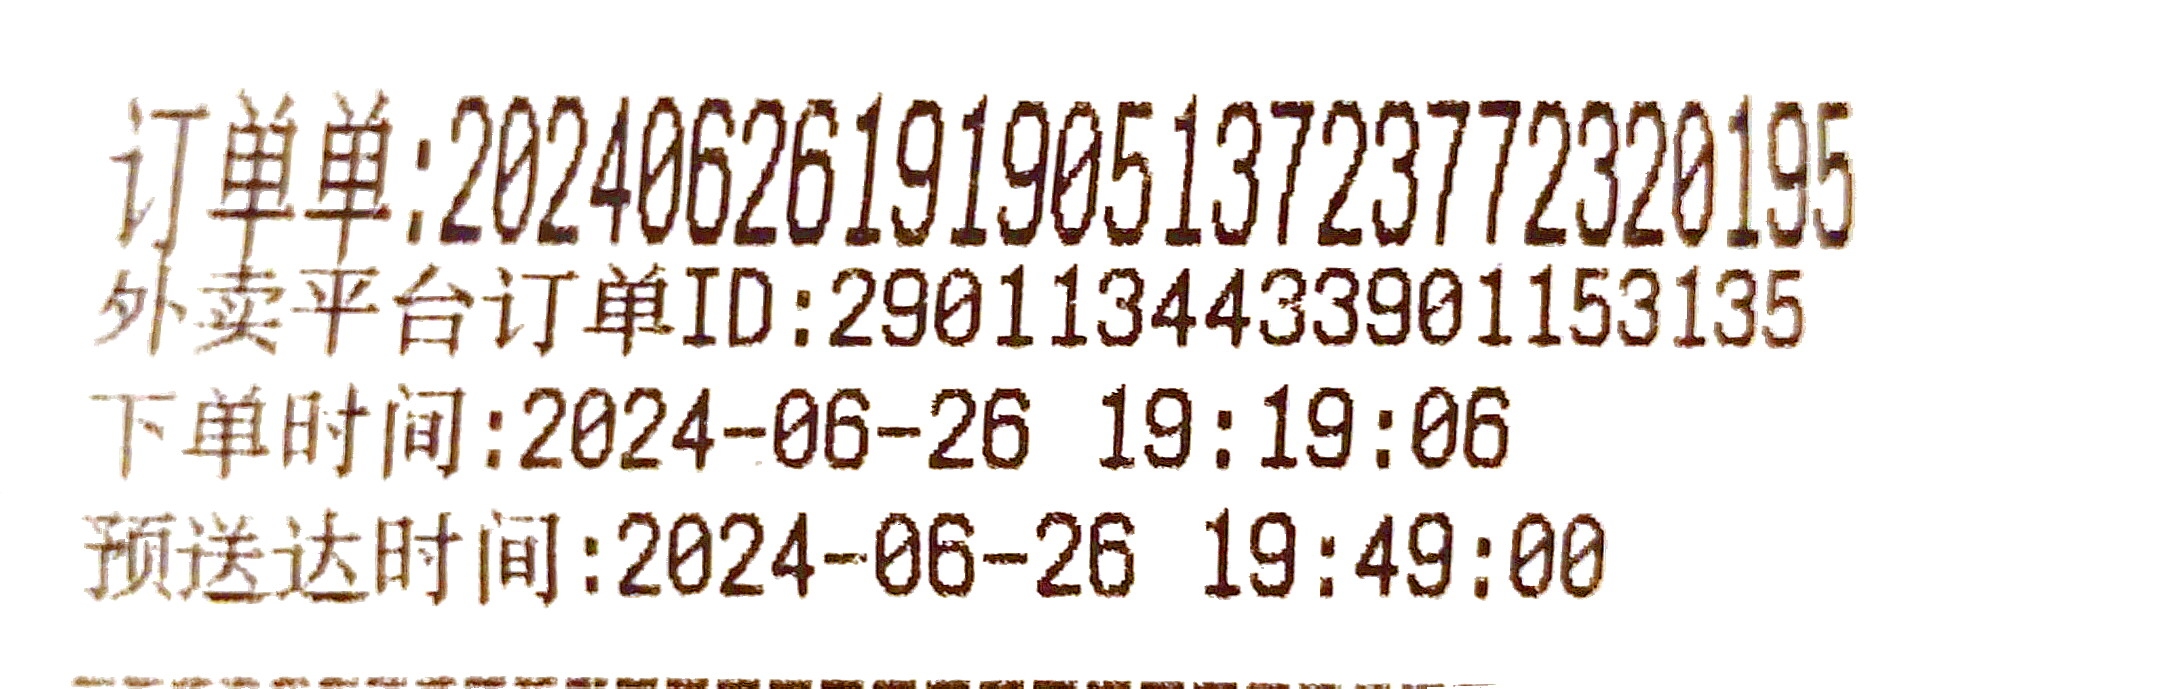 订单单:2024062619190513723772320195
外卖平台订单ID:2901134433901153135
下单时间:2024-06-26 19:19:06
预送达时间:2024-06-26 19:49:00